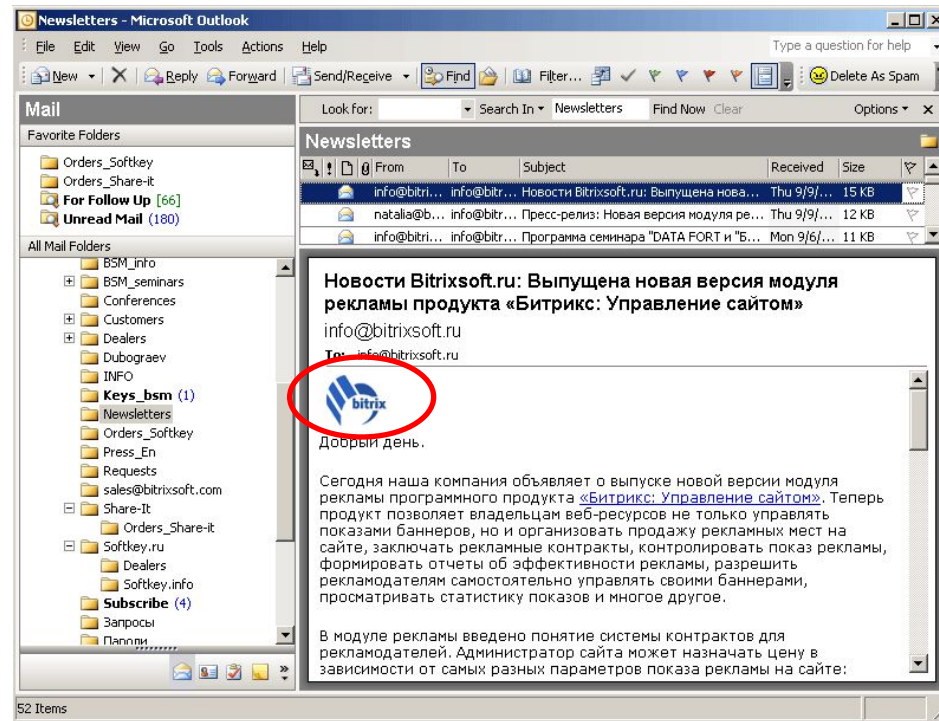 Newsletters - Microsoft Outlook
File Edit View Go Tools Actions Help Type a question for help
New Reply Forward Send/Receive Find Filter... Delete As Spam
Mail
Look for: Search In Newsletters Find Now Clear Options
Favorite Folders
Orders_Softkey
Orders_Share-it
For Follow Up [66]
Unread Mail (180)
All Mail Folders
BSM_info
BSM_seminars
Conferences
Customers
Dealers
Dubograev
INFO
Keys_bsm (1)
Newsletters
Orders_Softkey
Press_En
Requests
sales@bitrixsoft.com
Share-It
Orders_Share-it
Softkey.ru
Dealers
Softkey.info
Subscribe (4)
Запросы
Пароли
Newsletters
From To Subject Received Size
info@bitri... info@bitr... Новости Bitrixsoft.ru: Выпущена нова... Thu 9/9/... 15 KB
natalia@b... info@bitr... Пресс-релиз: Новая версия модуля ре... Thu 9/9/... 12 KB
info@bitri... info@bitr... Программа семинара "DATA FORT и "Б... Mon 9/6/... 11 KB
Новости Bitrixsoft.ru: Выпущена новая версия модуля
рекламы продукта «Битрикс: Управление сайтом»
info@bitrixsoft.ru
To: info@bitrixsoft.ru
bitrix
Добрый день.
Сегодня наша компания объявляет о выпуске новой версии модуля
рекламы программного продукта «Битрикс: Управление сайтом». Теперь
продукт позволяет владельцам веб-ресурсов не только управлять
показами баннеров, но и организовать продажу рекламных мест на
сайте, заключать рекламные контракты, контролировать показ рекламы,
формировать отчеты об эффективности рекламы, разрешить
рекламодателям самостоятельно управлять своими баннерами,
просматривать статистику показов и многое другое.
В модуле рекламы введено понятие системы контрактов для
рекламодателей. Администратор сайта может назначать цену в
зависимости от самых разных параметров показа рекламы на сайте:
52 Items